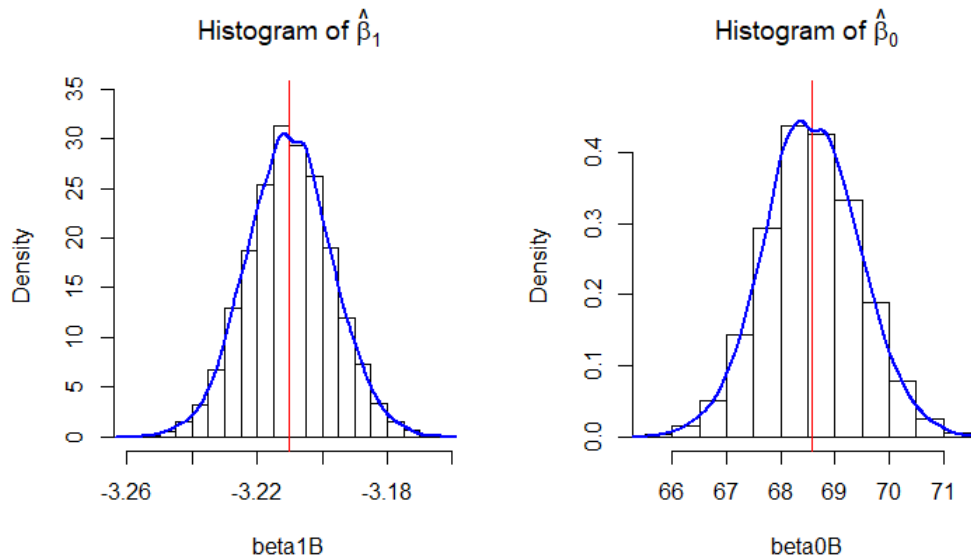 Histogram of β̂₁
Density
0 5 10 15 20 25 30 35
-3.26 -3.22 -3.18
beta1B
Histogram of β̂₀
Density
0.0 0.1 0.2 0.3 0.4
66 67 68 69 70 71
beta0B